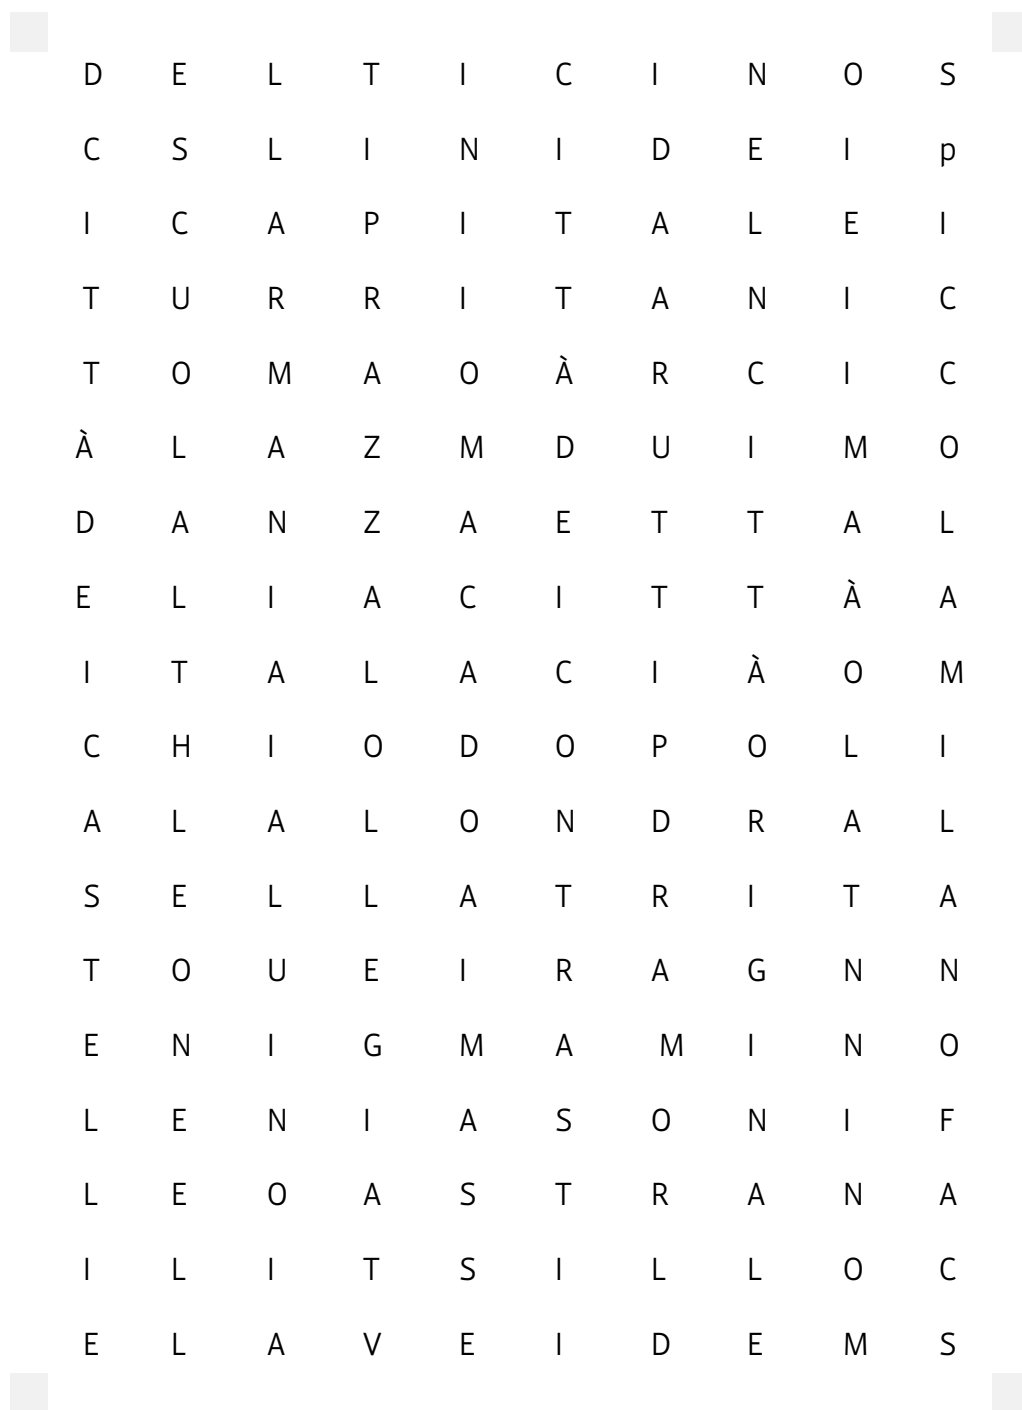 D E L T I C I N O S
C S L I N I D E I p
I C A P I T A L E I
T U R R I T A N I C
T O M A O À R C I C
À L A Z M D U I M O
D A N Z A E T T A L
E L I A C I T T À A
I T A L A C I À O M
C H I O D O P O L I
A L A L O N D R A L
S E L L A T R I T A
T O U E I R A G N N
E N I G M A M I N O
L E N I A S O N I F
L E O A S T R A N A
I L I T S I L L O C
E L A V E I D E M S